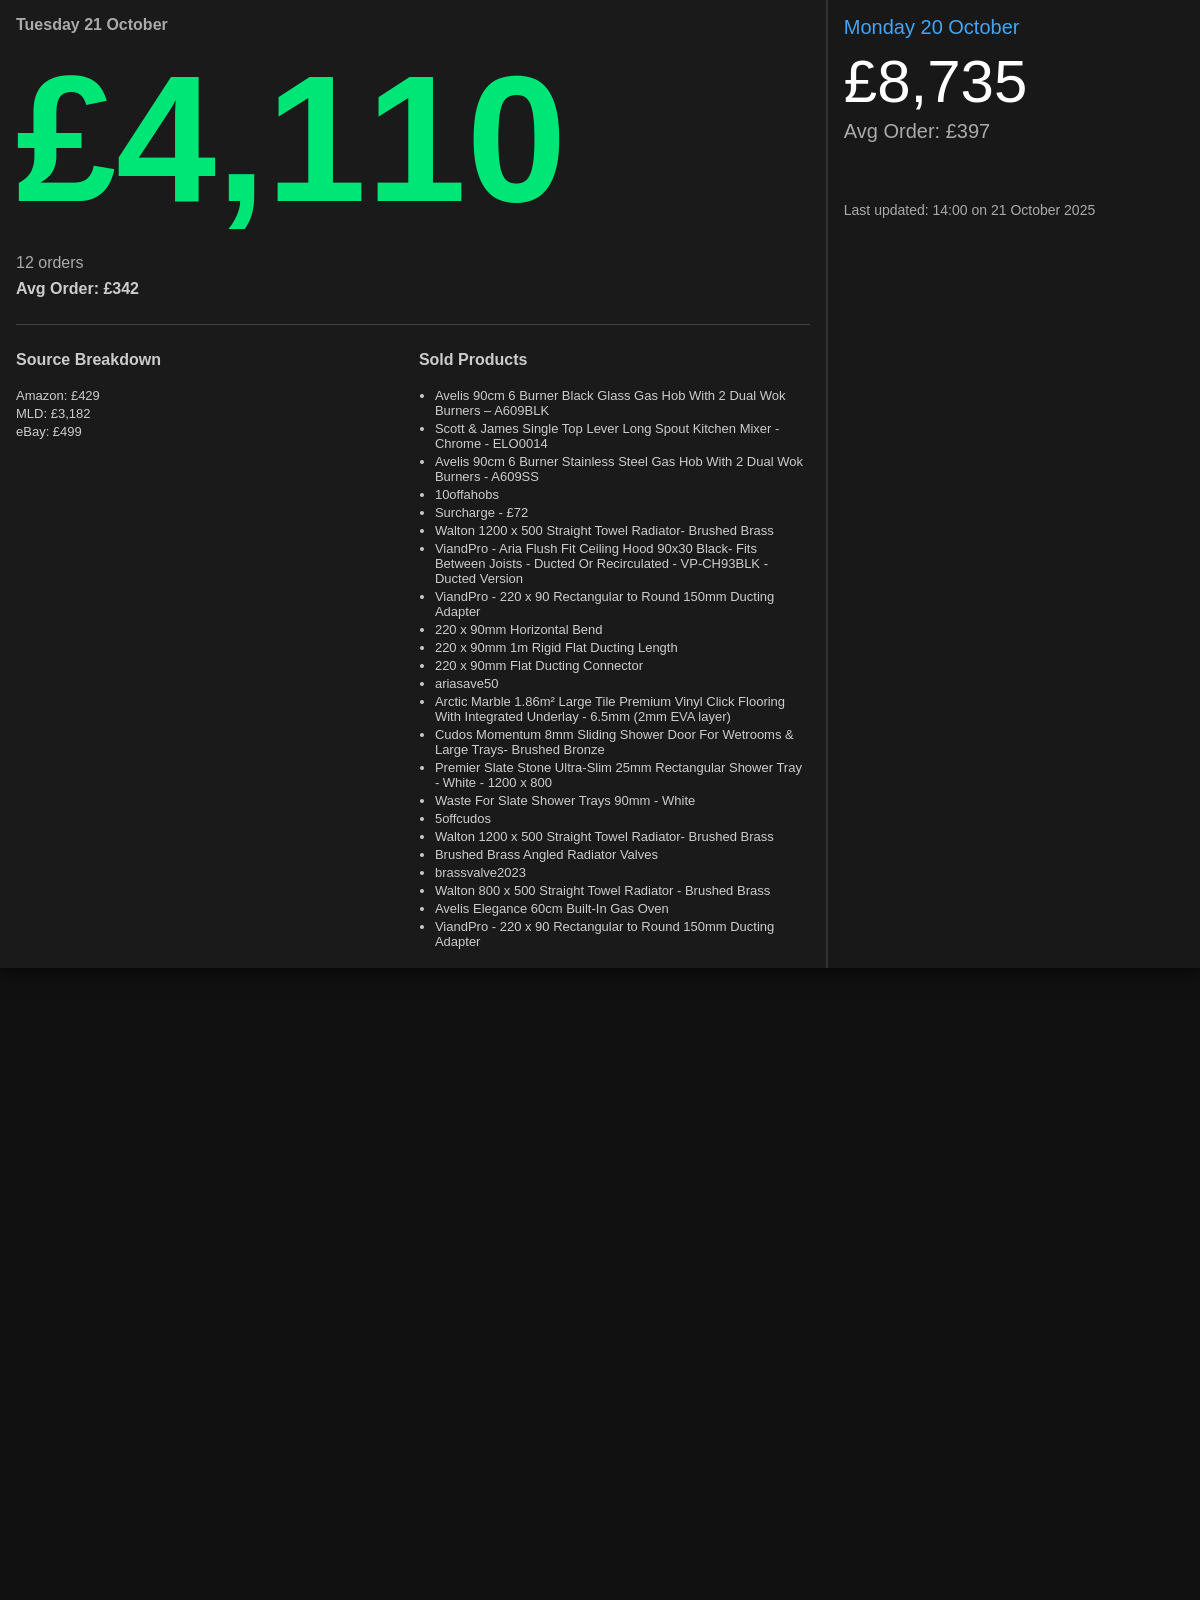 Tuesday 21 October
£4,110
12 orders
Avg Order: £342
Source Breakdown
Amazon: £429
MLD: £3,182
eBay: £499
Sold Products
• Avelis 90cm 6 Burner Black Glass Gas Hob With 2 Dual Wok
Burners – A609BLK
• Scott & James Single Top Lever Long Spout Kitchen Mixer -
Chrome - ELO0014
• Avelis 90cm 6 Burner Stainless Steel Gas Hob With 2 Dual Wok
Burners - A609SS
• 10offahobs
• Surcharge - £72
• Walton 1200 x 500 Straight Towel Radiator- Brushed Brass
• ViandPro - Aria Flush Fit Ceiling Hood 90x30 Black- Fits
Between Joists - Ducted Or Recirculated - VP-CH93BLK -
Ducted Version
• ViandPro - 220 x 90 Rectangular to Round 150mm Ducting
Adapter
• 220 x 90mm Horizontal Bend
• 220 x 90mm 1m Rigid Flat Ducting Length
• 220 x 90mm Flat Ducting Connector
• ariasave50
• Arctic Marble 1.86m² Large Tile Premium Vinyl Click Flooring
With Integrated Underlay - 6.5mm (2mm EVA layer)
• Cudos Momentum 8mm Sliding Shower Door For Wetrooms &
Large Trays- Brushed Bronze
• Premier Slate Stone Ultra-Slim 25mm Rectangular Shower Tray
- White - 1200 x 800
• Waste For Slate Shower Trays 90mm - White
• 5offcudos
• Walton 1200 x 500 Straight Towel Radiator- Brushed Brass
• Brushed Brass Angled Radiator Valves
• brassvalve2023
• Walton 800 x 500 Straight Towel Radiator - Brushed Brass
• Avelis Elegance 60cm Built-In Gas Oven
• ViandPro - 220 x 90 Rectangular to Round 150mm Ducting
Adapter
Monday 20 October
£8,735
Avg Order: £397
Last updated: 14:00 on 21 October 2025